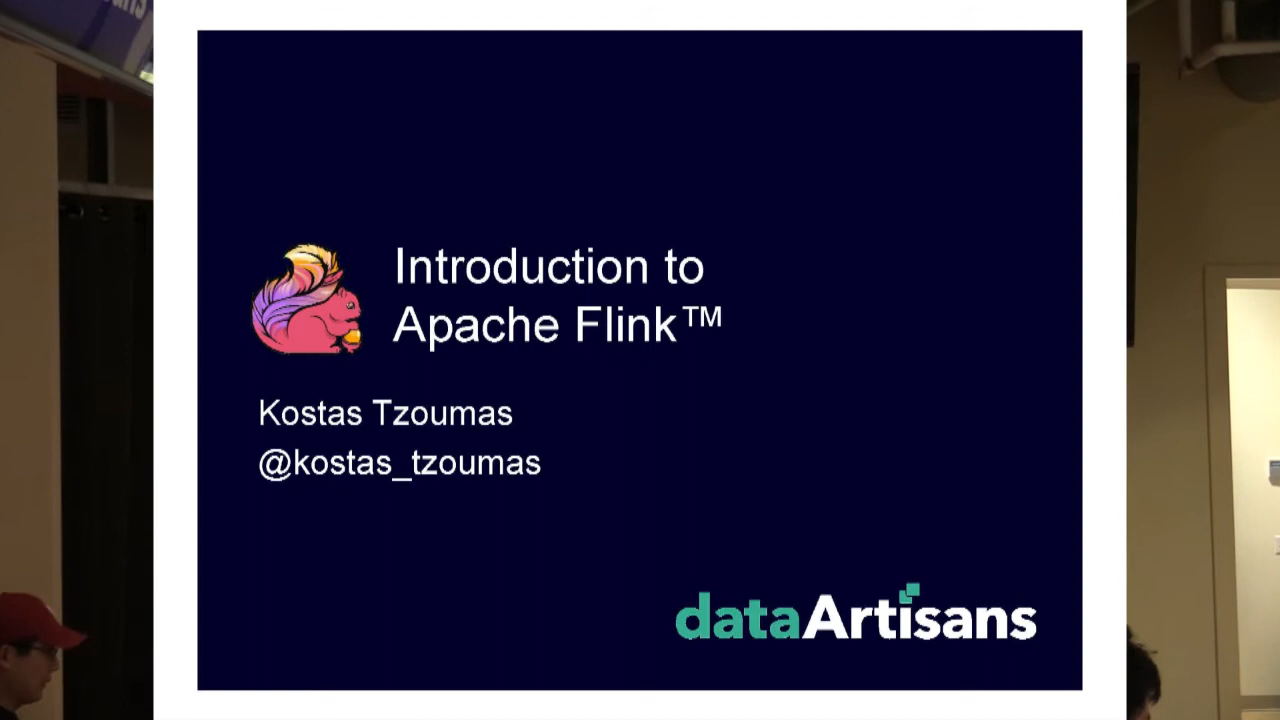 Introduction to
Apache Flink™
Kostas Tzoumas
@kostas_tzoumas
dataArtisans